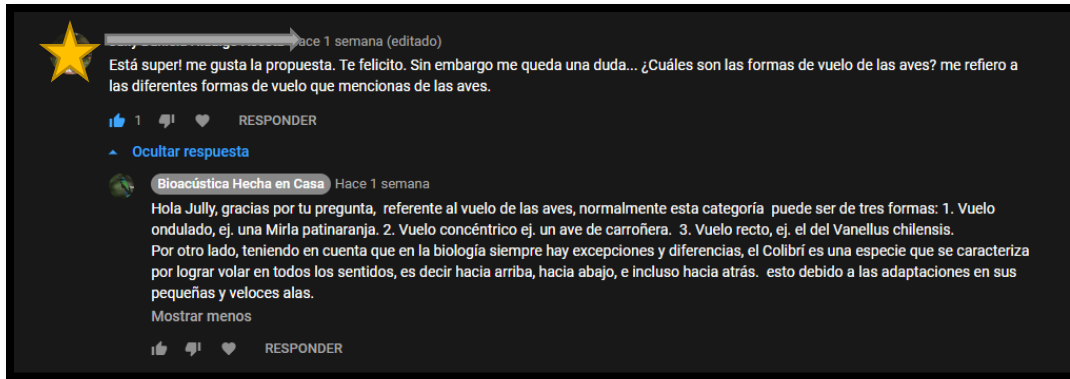 ace 1 semana (editado)
Está super! me gusta la propuesta. Te felicito. Sin embargo me queda una duda... ¿Cuáles son las formas de vuelo de las aves? me refiero a
las diferentes formas de vuelo que mencionas de las aves.
1 RESPONDER
Ocultar respuesta
Bioacústica Hecha en Casa Hace 1 semana
Hola Jully, gracias por tu pregunta, referente al vuelo de las aves, normalmente esta categoría puede ser de tres formas: 1. Vuelo
ondulado, ej. una Mirla patinaranja. 2. Vuelo concéntrico ej. un ave de carroñera. 3. Vuelo recto, ej. el del Vanellus chilensis.
Por otro lado, teniendo en cuenta que en la biología siempre hay excepciones y diferencias, el Colibrí es una especie que se caracteriza
por lograr volar en todos los sentidos, es decir hacia arriba, hacia abajo, e incluso hacia atrás. esto debido a las adaptaciones en sus
pequeñas y veloces alas.
Mostrar menos
RESPONDER